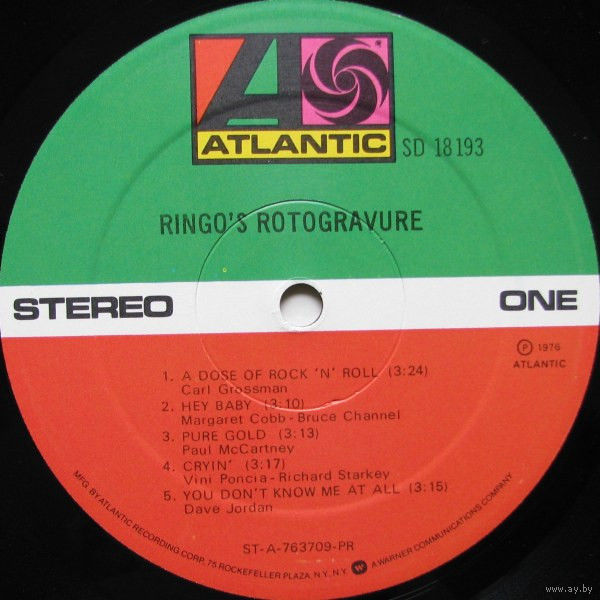 ATLANTIC
SD 18193
RINGO'S ROTOGRAVURE
STEREO
ONE
℗ 1976
ATLANTIC
1. A DOSE OF ROCK 'N' ROLL (3:24)
Carl Grossman
2. HEY BABY (3:10)
Margaret Cobb - Bruce Channel
3. PURE GOLD (3:13)
Paul McCartney
4. CRYIN' (3:17)
Vini Poncia - Richard Starkey
5. YOU DON'T KNOW ME AT ALL (3:15)
Dave Jordan
ST-A-763709-PR
MFG. BY ATLANTIC RECORDING CORP. 75 ROCKEFELLER PLAZA, N.Y., N.Y. W A WARNER COMMUNICATIONS COMPANY
www.ay.by